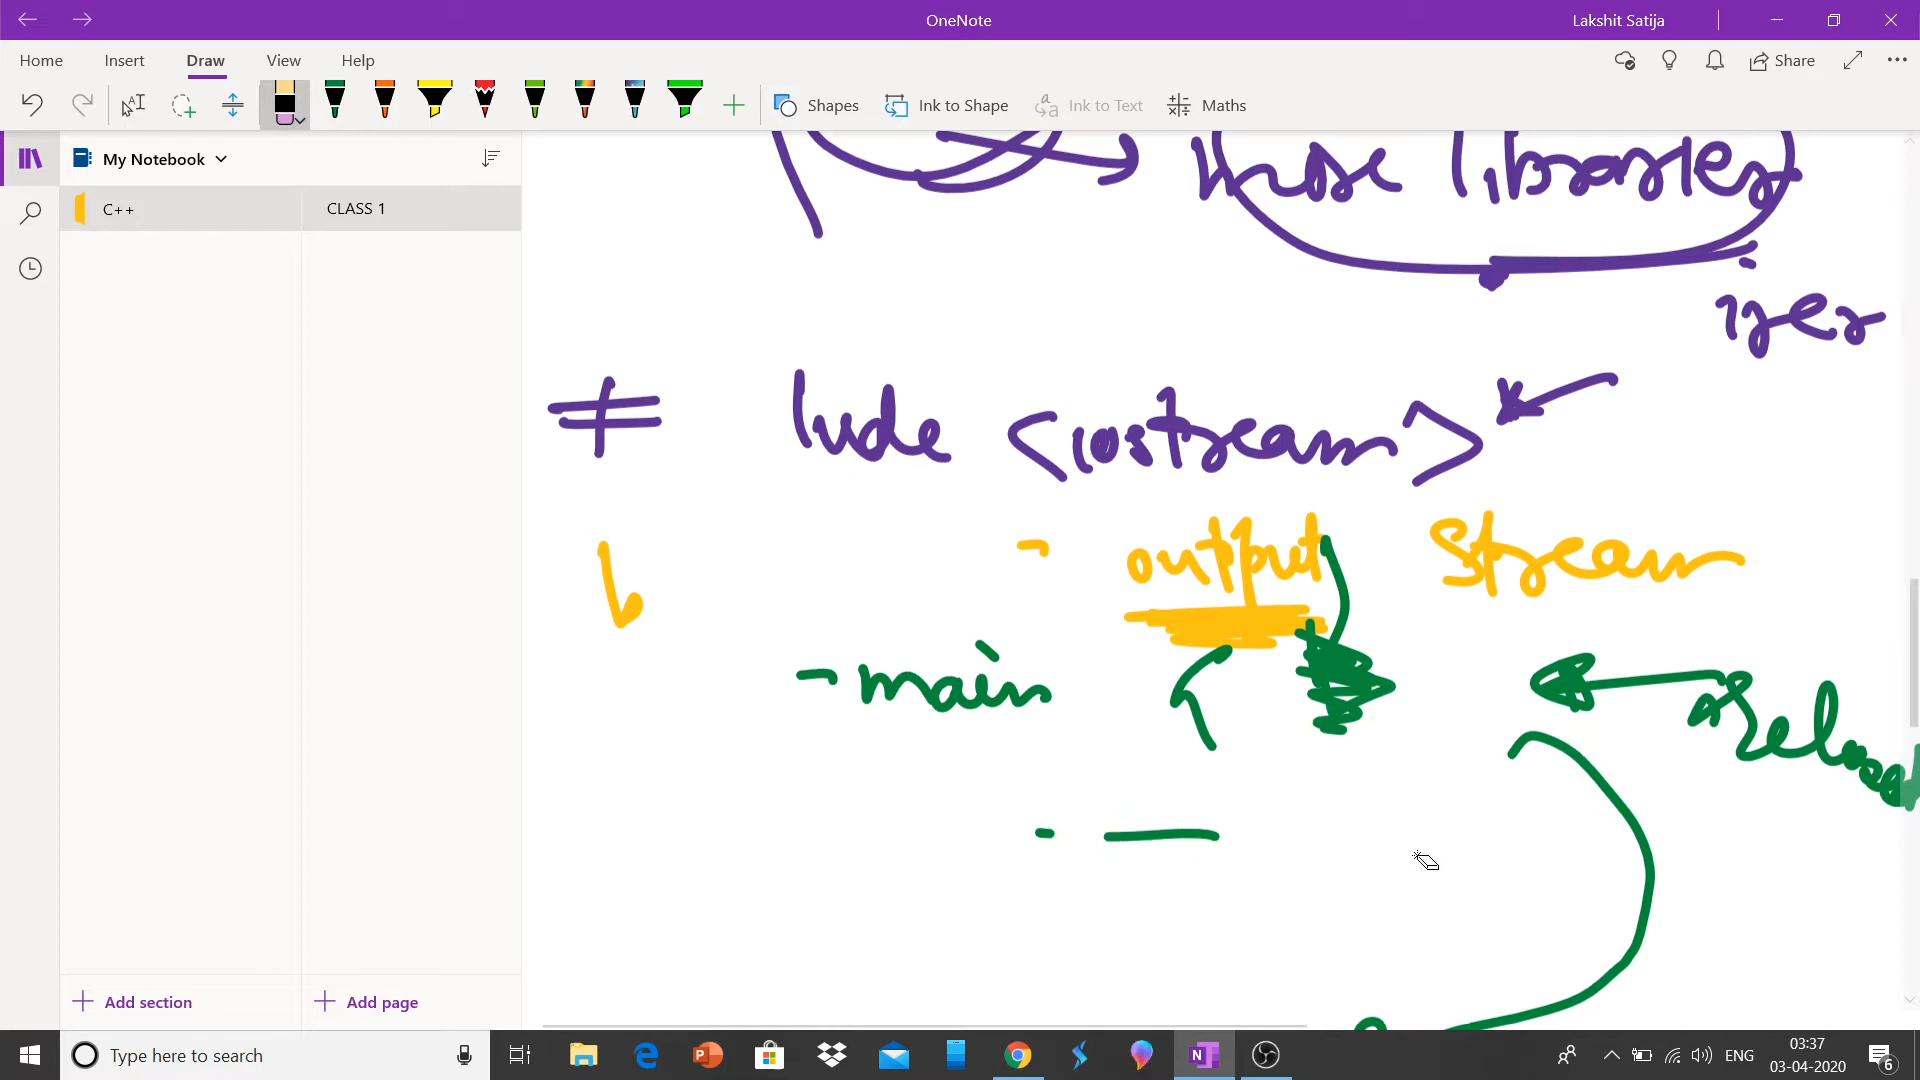 OneNote
Lakshit Satija
Home Insert Draw View Help
Share
Shapes Ink to Shape Ink to Text Maths
My Notebook
C++ CLASS 1
those libraries
lude <iostream>
- output stream
- main
Add section Add page
Type here to search
ENG
03:37
03-04-2020
6